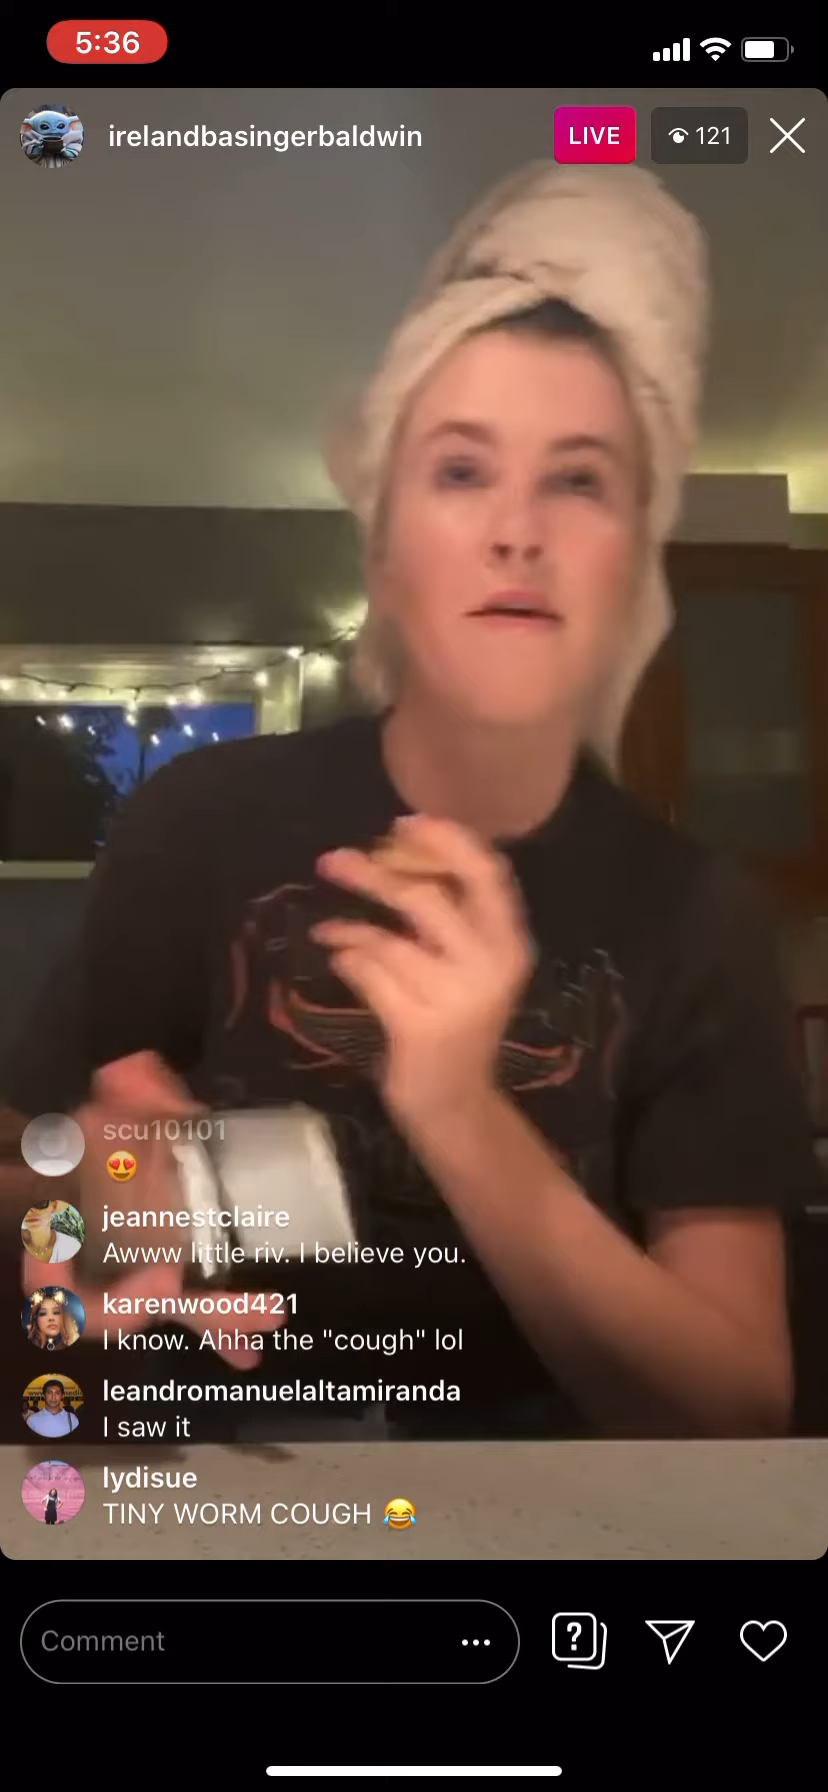 5:36
irelandbasingerbaldwin
LIVE
121
scu10101
😍
jeannestclaire
Awww little riv. I believe you.
karenwood421
I know. Ahha the "cough" lol
leandromanuelaltamiranda
I saw it
lydisue
TINY WORM COUGH 😂
Comment